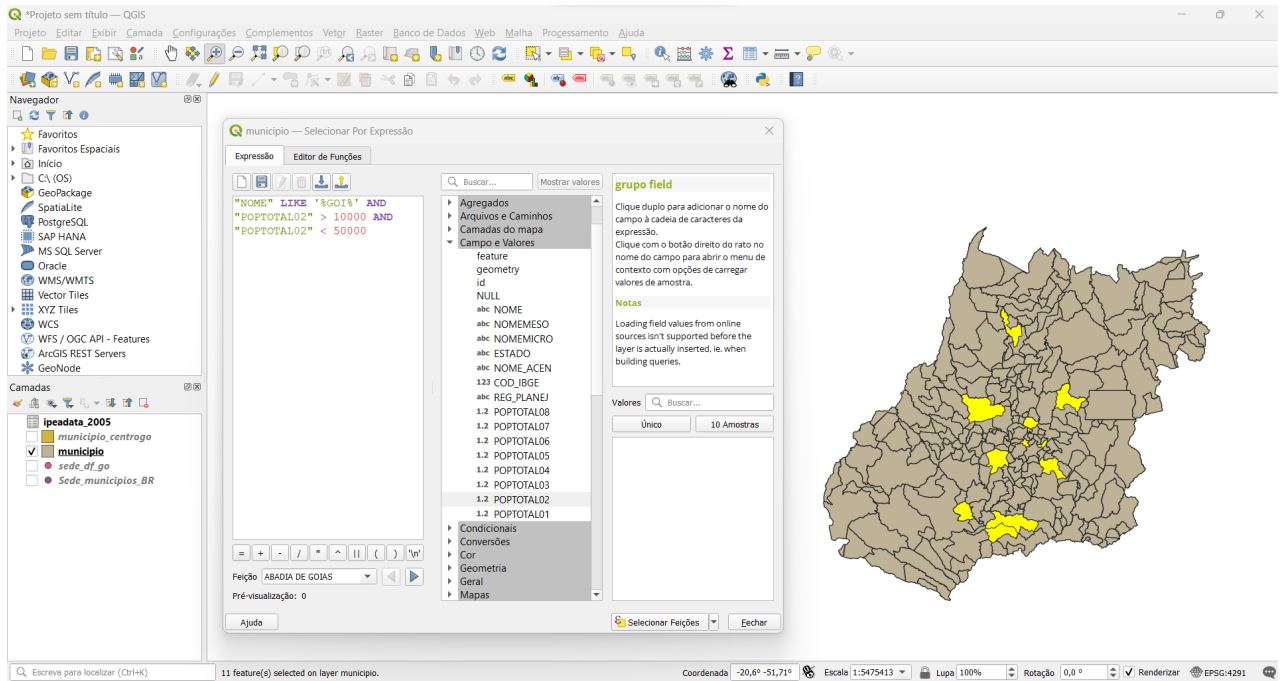 *Projeto sem título — QGIS
Projeto Editar Exibir Camada Configurações Complementos Vetor Raster Banco de Dados Web Malha Processamento Ajuda
Navegador
Favoritos
Favoritos Espaciais
Início
C:\ (OS)
GeoPackage
SpatiaLite
PostgreSQL
SAP HANA
MS SQL Server
Oracle
WMS/WMTS
Vector Tiles
XYZ Tiles
WCS
WFS / OGC API - Features
ArcGIS REST Servers
GeoNode
Camadas
ipeadata_2005
municipio_centrogo
municipio
sede_df_go
Sede_municipios_BR
municipio — Selecionar Por Expressão
Expressão Editor de Funções
"NOME" LIKE '%GOI%' AND
"POPTOTAL02" > 10000 AND
"POPTOTAL02" < 50000
= + - / * ^ || ( ) '\n'
Feição ABADIA DE GOIAS
Pré-visualização: 0
Ajuda
Buscar... Mostrar valores
Agregados
Arquivos e Caminhos
Camadas do mapa
Campo e Valores
feature
geometry
id
NULL
abc NOME
abc NOMEMESO
abc NOMEMICRO
abc ESTADO
abc NOME_ACEN
123 COD_IBGE
abc REG_PLANEJ
1.2 POPTOTAL08
1.2 POPTOTAL07
1.2 POPTOTAL06
1.2 POPTOTAL05
1.2 POPTOTAL04
1.2 POPTOTAL03
1.2 POPTOTAL02
1.2 POPTOTAL01
Condicionais
Conversões
Cor
Geometria
Geral
Mapas
grupo field
Clique duplo para adicionar o nome do
campo à cadeia de caracteres da
expressão.
Clique com o botão direito do rato no
nome do campo para abrir o menu de
contexto com opções de carregar
valores de amostra.
Notas
Loading field values from online
sources isn't supported before the
layer is actually inserted, ie. when
building queries.
Valores Buscar...
Único 10 Amostras
Selecionar Feições Fechar
Escreva para localizar (Ctrl+K) 11 feature(s) selected on layer municipio. Coordenada -20,6° -51,71° Escala 1:5475413 Lupa 100% Rotação 0,0 ° Renderizar EPSG:4291